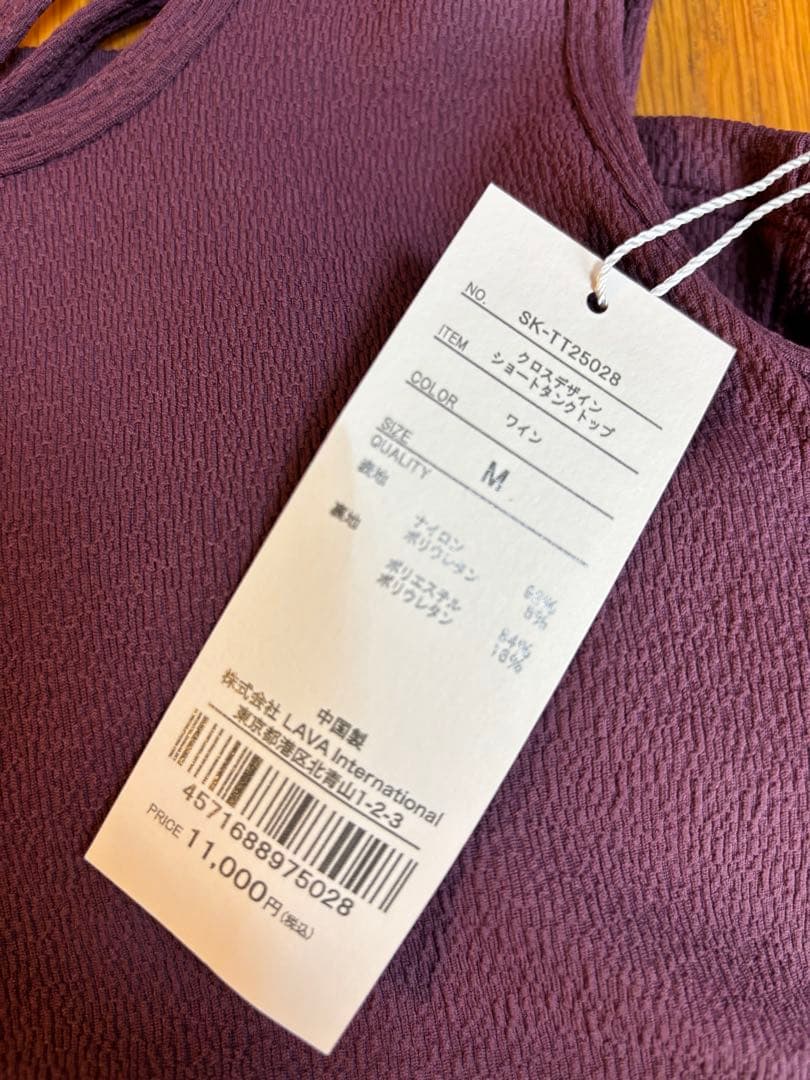 NO. SK-TT25028
ITEM クロスデザイン
ショートタンクトップ
COLOR ワイン
SIZE M
QUALITY
表地 ナイロン
ポリウレタン 8%
裏地 ポリエステル
ポリウレタン
中国製
株式会社 LAVA International
東京都港区北青山1-2-3
4571688975028
PRICE 11,000円(税込)